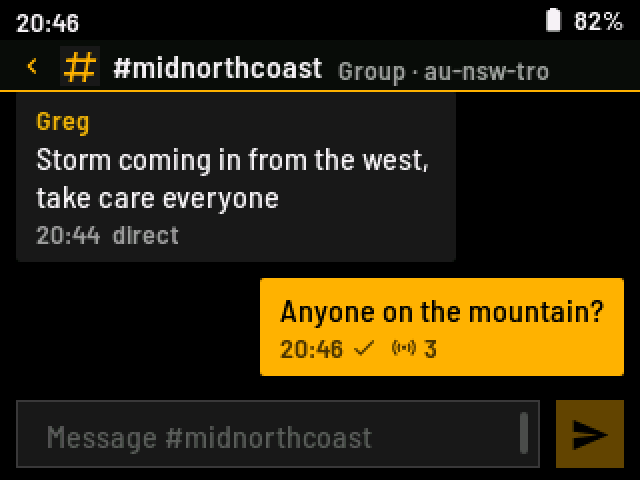 20:46 82%
#midnorthcoast Group · au-nsw-tro
Greg
Storm coming in from the west,
take care everyone
20:44 direct
Anyone on the mountain?
20:46 ✓ 3
Message #midnorthcoast